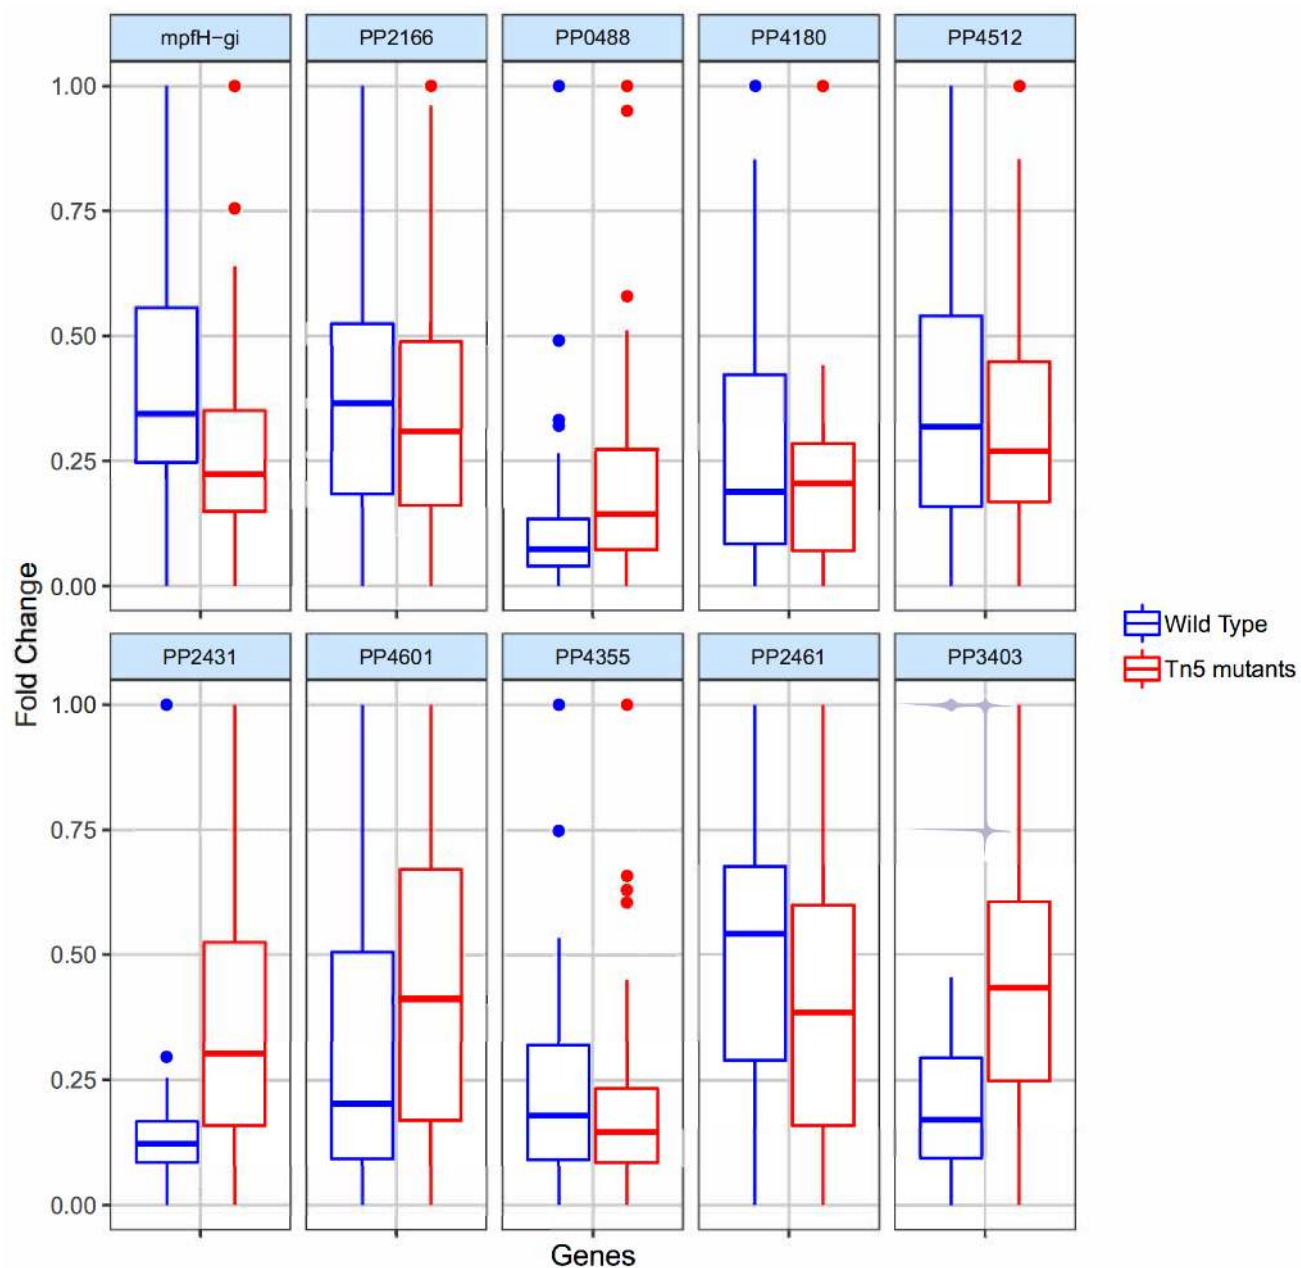 mpfH-gi PP2166 PP0488 PP4180 PP4512
1.00
0.75
0.50
0.25
0.00
Fold Change
Wild Type
Tn5 mutants
PP2431 PP4601 PP4355 PP2461 PP3403
1.00
0.75
0.50
0.25
0.00
Genes